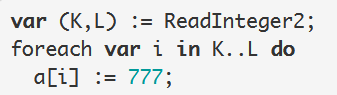 var (K,L) := ReadInteger2;
foreach var i in K..L do
  a[i] := 777;